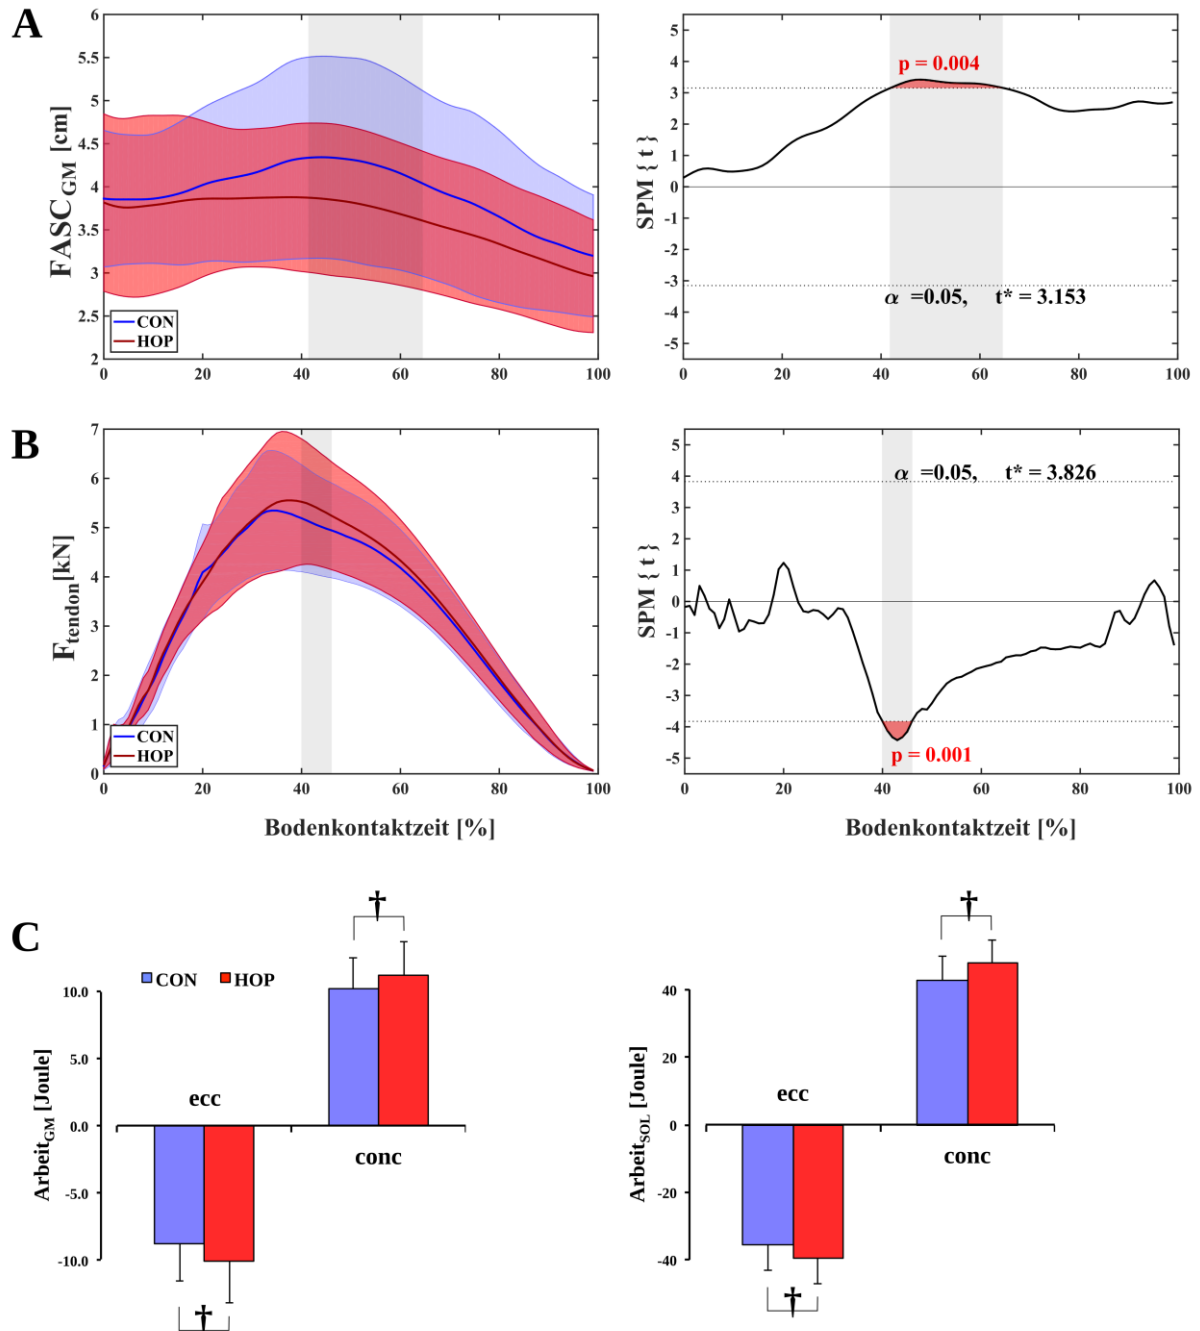 A
FASC_GM [cm]
6
5.5
5
4.5
4
3.5
3
2.5
2
CON
HOP
0 20 40 60 80 100
SPM { t }
5
4
3
2
1
0
-1
-2
-3
-4
-5
p = 0.004
α =0.05, t* = 3.153
0 20 40 60 80 100
B
F_tendon[kN]
7
6
5
4
3
2
1
0
CON
HOP
0 20 40 60 80 100
Bodenkontaktzeit [%]
SPM { t }
5
4
3
2
1
0
-1
-2
-3
-4
-5
α =0.05, t* = 3.826
p = 0.001
0 20 40 60 80 100
Bodenkontaktzeit [%]
C
CON HOP
†
Arbeit_GM [Joule]
10.0
5.0
0.0
-5.0
-10.0
ecc
conc
†
†
Arbeit_SOL [Joule]
40
20
0
-20
-40
ecc
conc
†